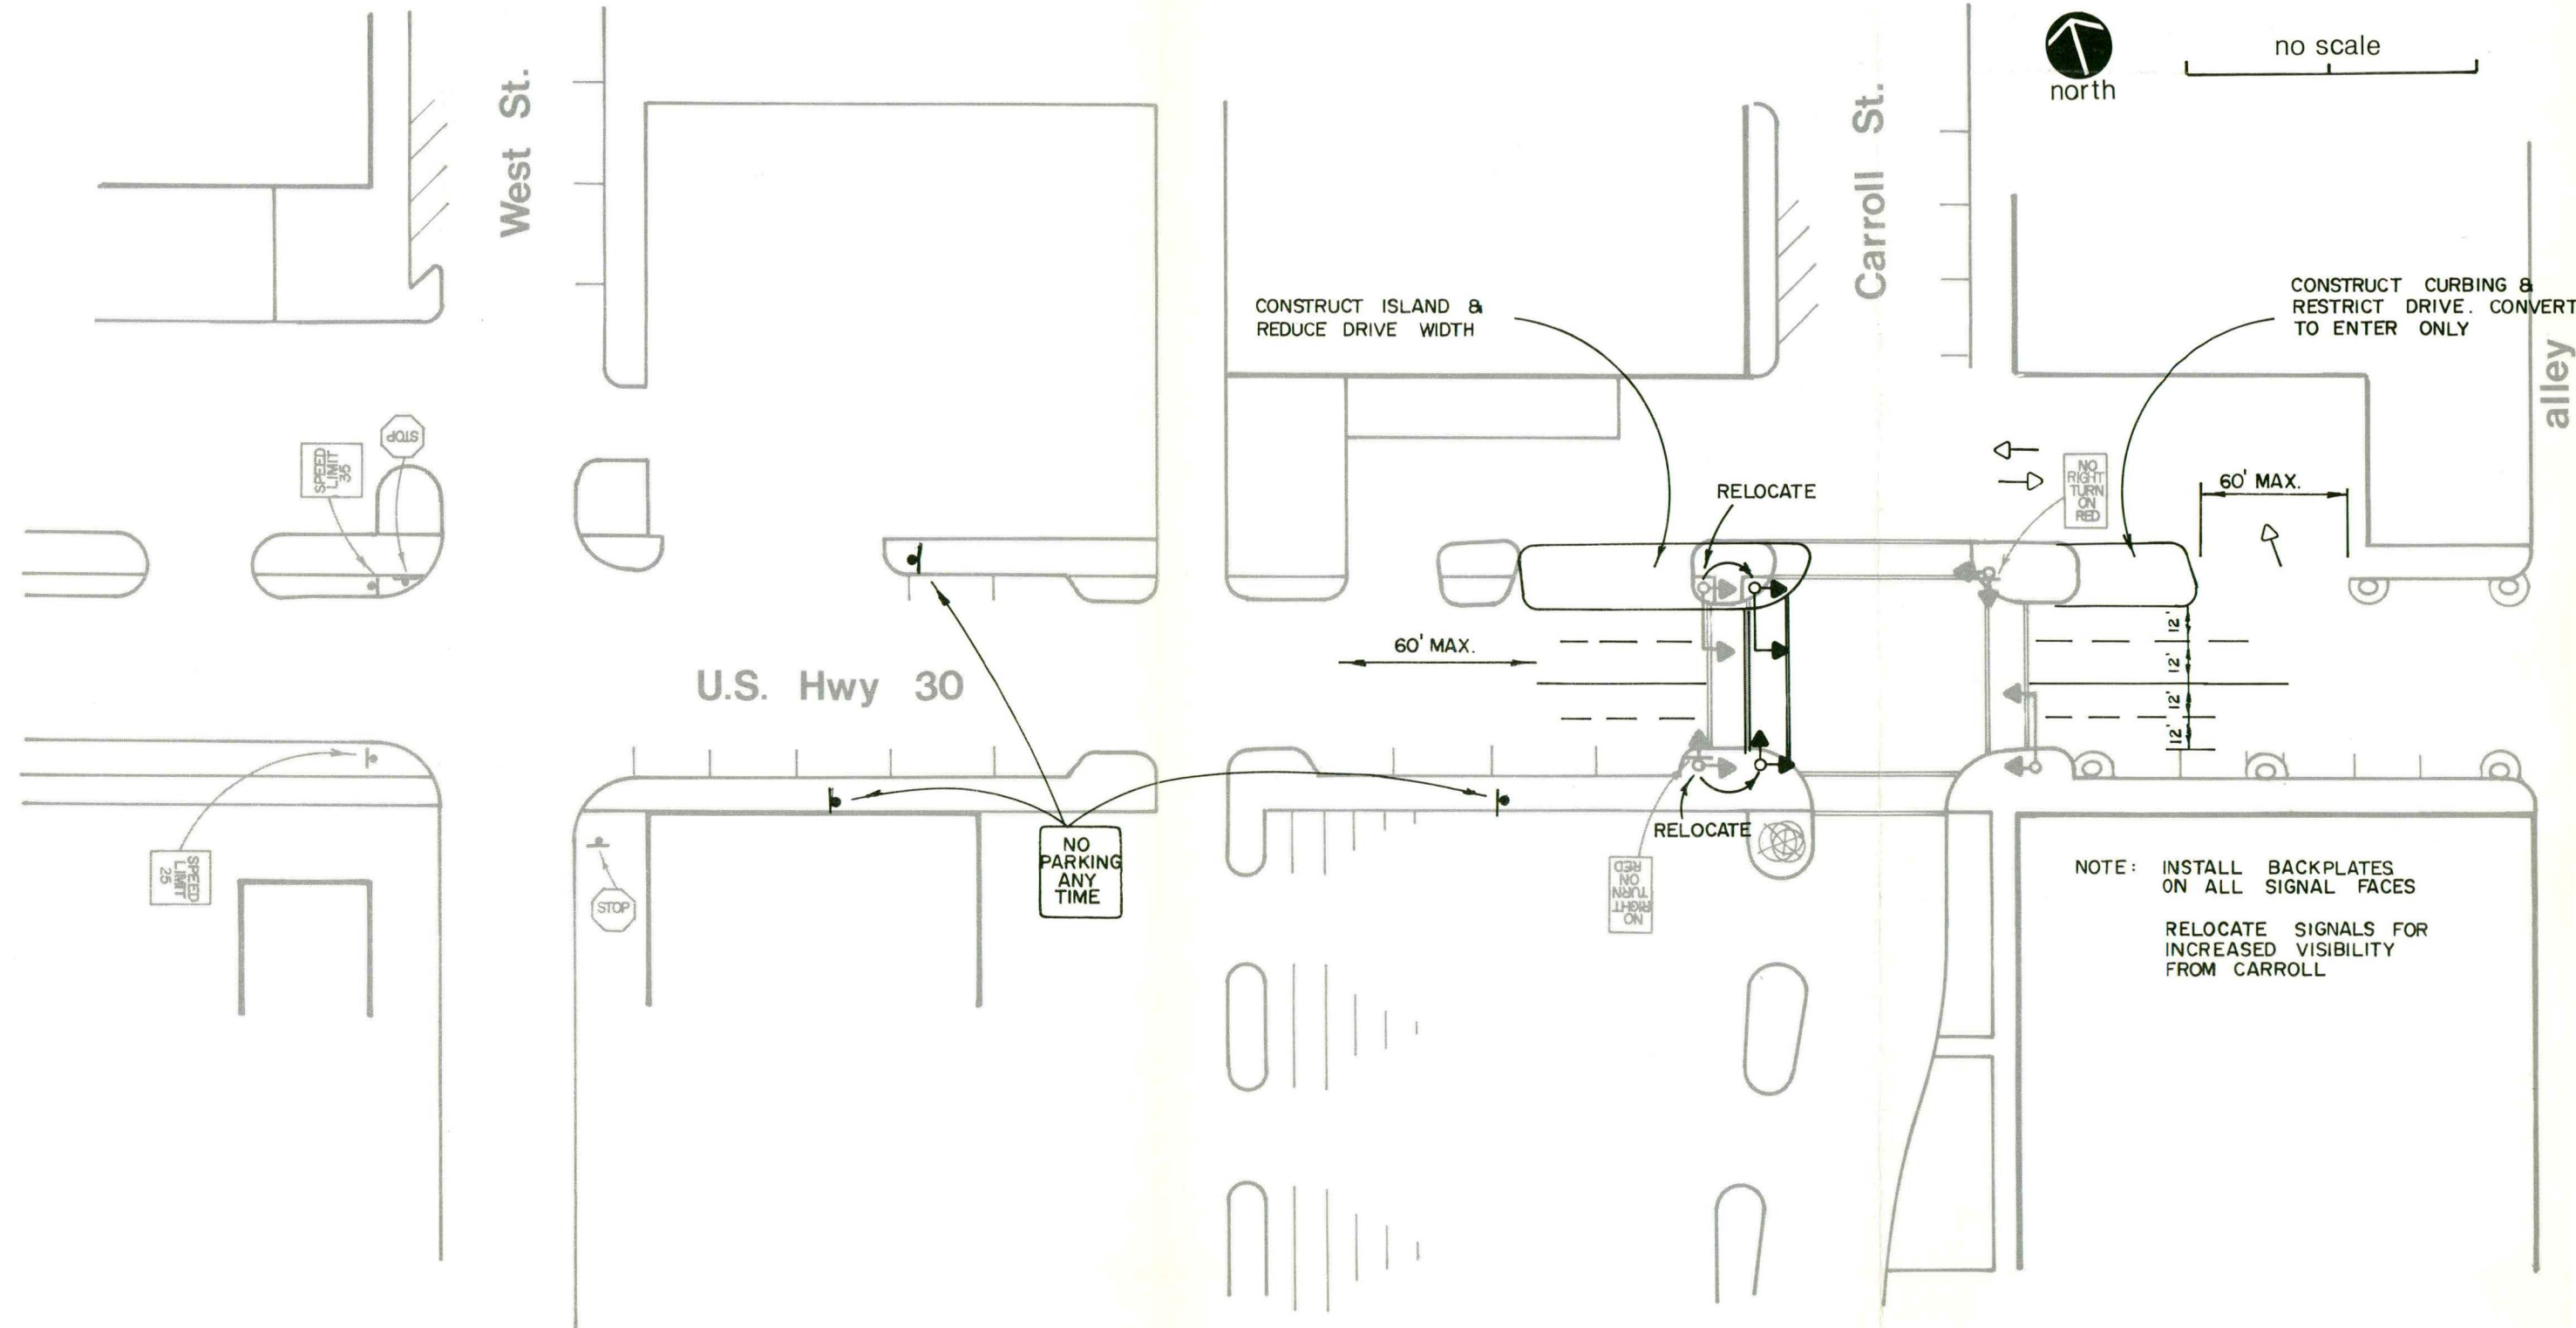 no scale
north
West St.
Carroll St.
alley
CONSTRUCT ISLAND &
REDUCE DRIVE WIDTH
CONSTRUCT CURBING &
RESTRICT DRIVE. CONVERT
TO ENTER ONLY
STOP
SPEED
LIMIT
35
RELOCATE
NO
RIGHT
TURN
ON
RED
60' MAX.
60' MAX.
12'
12'
12'
12'
U.S. Hwy 30
SPEED
LIMIT
25
STOP
NO
PARKING
ANY
TIME
RELOCATE
NO
RIGHT
TURN
ON
RED
NOTE: INSTALL BACKPLATES
ON ALL SIGNAL FACES
RELOCATE SIGNALS FOR
INCREASED VISIBILITY
FROM CARROLL